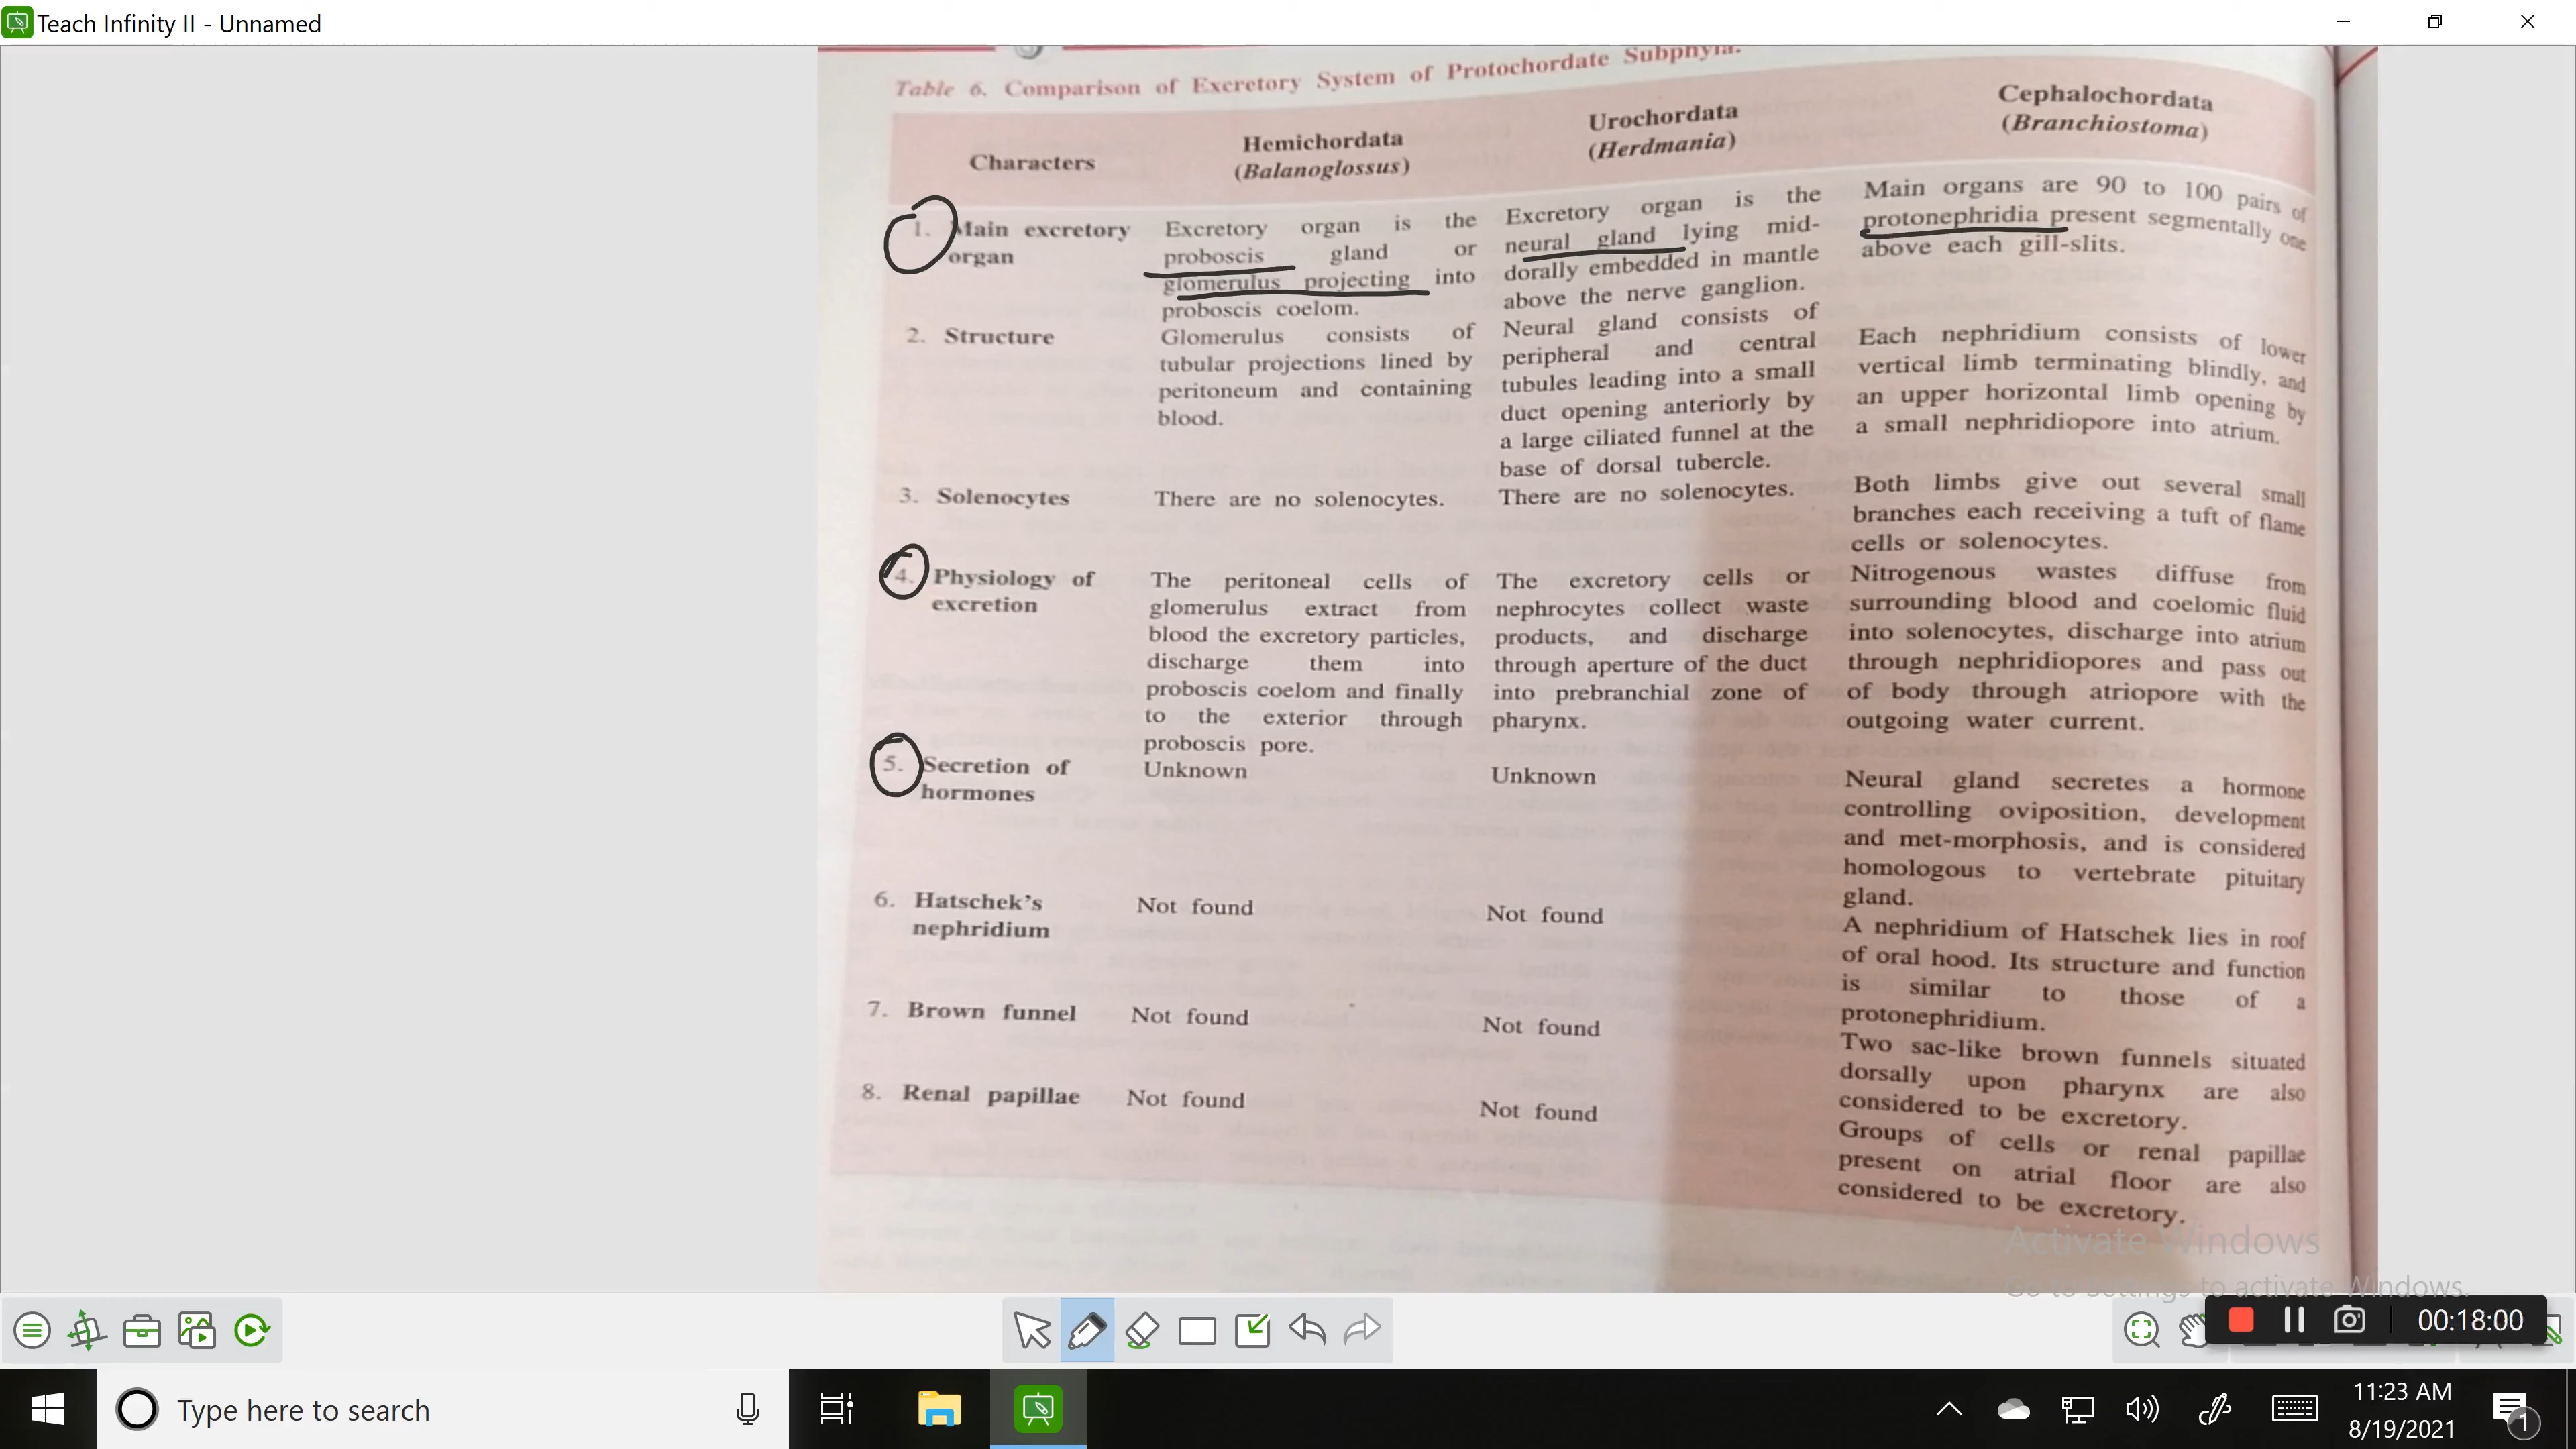 Teach Infinity II - Unnamed
Table 6. Comparison of Excretory System of Protochordate Subphyla.
Characters
Hemichordata
(Balanoglossus)
Urochordata
(Herdmania)
Cephalochordata
(Branchiostoma)
1. Main excretory
organ
Excretory organ is the
proboscis gland or
glomerulus projecting into
proboscis coelom.
Excretory organ is the
neural gland lying mid-
dorally embedded in mantle
above the nerve ganglion.
Main organs are 90 to 100 pairs of
protonephridia present segmentally one
above each gill-slits.
2. Structure
Glomerulus consists of
tubular projections lined by
peritoneum and containing
blood.
Neural gland consists of
peripheral and central
tubules leading into a small
duct opening anteriorly by
a large ciliated funnel at the
base of dorsal tubercle.
Each nephridium consists of lower
vertical limb terminating blindly, and
an upper horizontal limb opening by
a small nephridiopore into atrium.
3. Solenocytes
There are no solenocytes.
There are no solenocytes.
Both limbs give out several small
branches each receiving a tuft of flame
cells or solenocytes.
4. Physiology of
excretion
The peritoneal cells of
glomerulus extract from
blood the excretory particles,
discharge them into
proboscis coelom and finally
to the exterior through
proboscis pore.
The excretory cells or
nephrocytes collect waste
products, and discharge
through aperture of the duct
into prebranchial zone of
pharynx.
Nitrogenous wastes diffuse from
surrounding blood and coelomic fluid
into solenocytes, discharge into atrium
through nephridiopores and pass out
of body through atriopore with the
outgoing water current.
5. Secretion of
hormones
Unknown
Unknown
Neural gland secretes a hormone
controlling oviposition, development
and met-morphosis, and is considered
homologous to vertebrate pituitary
gland.
6. Hatschek's
nephridium
Not found
Not found
A nephridium of Hatschek lies in roof
of oral hood. Its structure and function
is similar to those of a
protonephridium.
7. Brown funnel
Not found
Not found
Two sac-like brown funnels situated
dorsally upon pharynx are also
considered to be excretory.
8. Renal papillae
Not found
Not found
Groups of cells or renal papillae
present on atrial floor are also
considered to be excretory.
Activate Windows
Go to Settings to activate Windows.
00:18:00
Type here to search
11:23 AM
8/19/2021
1